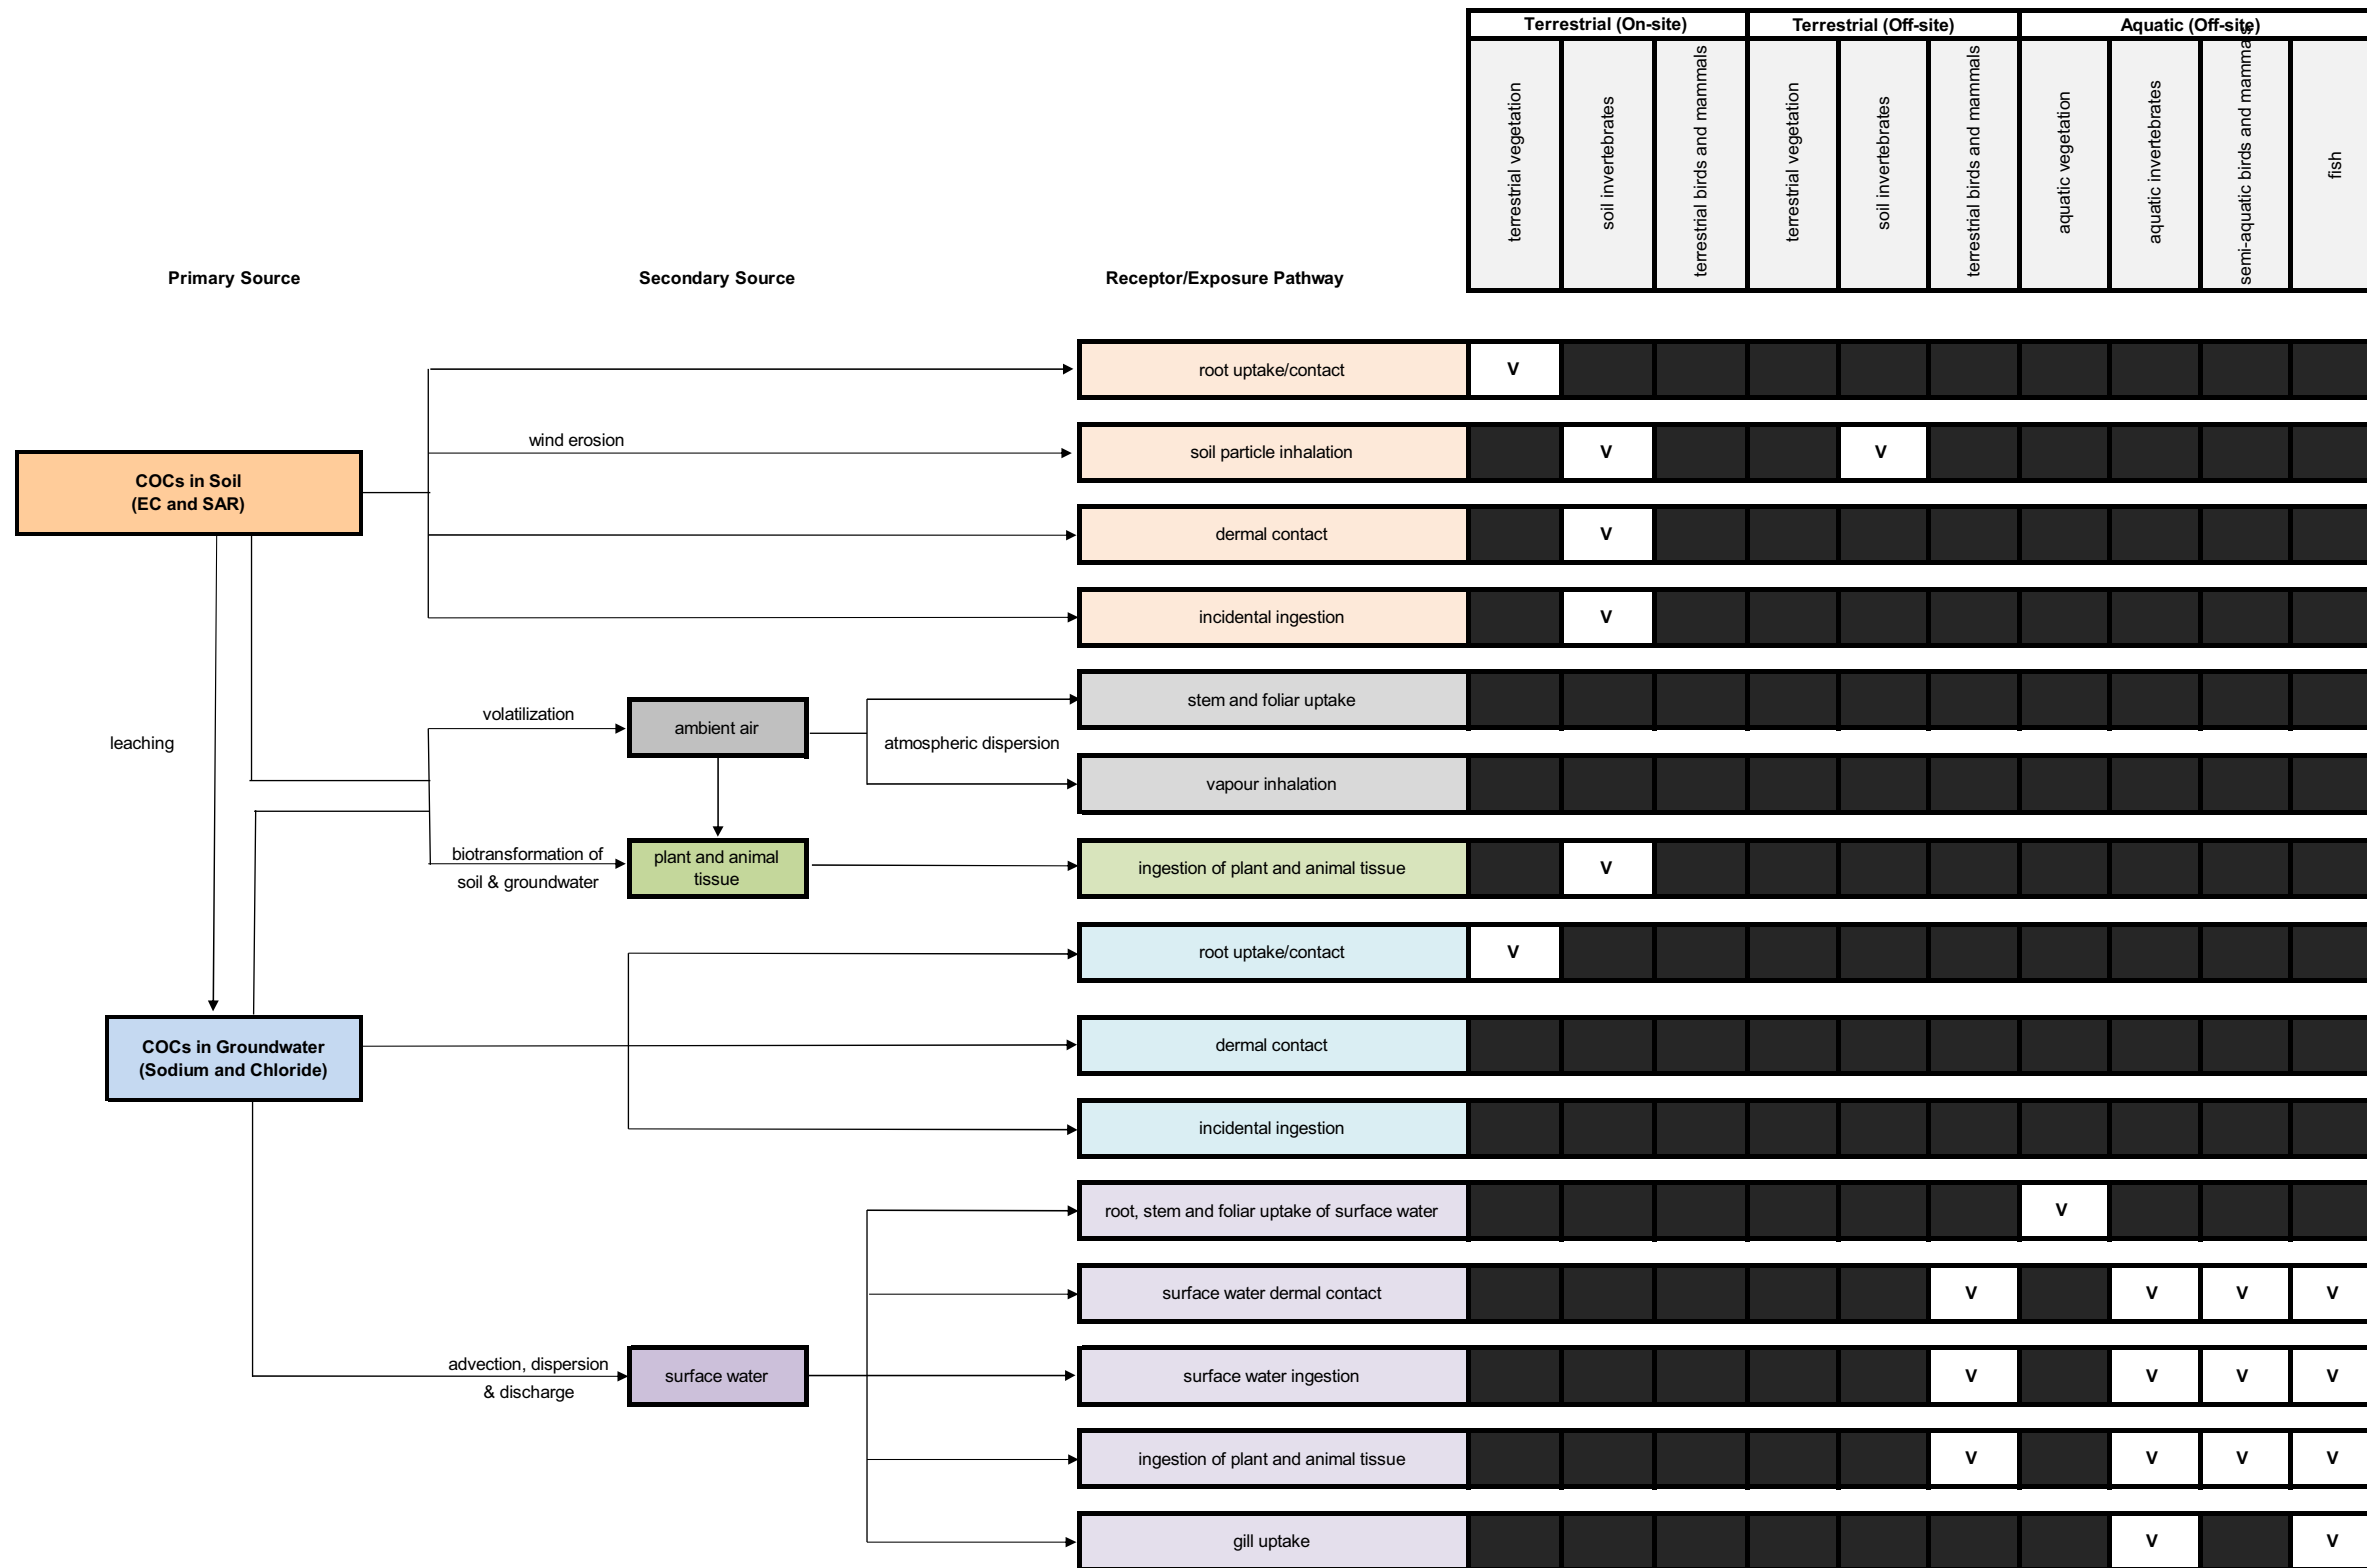 Terrestrial (On-site)
Terrestrial (Off-site)
Aquatic (Off-site)
terrestrial vegetation
soil invertebrates
terrestrial birds and mammals
terrestrial vegetation
soil invertebrates
terrestrial birds and mammals
aquatic vegetation
aquatic invertebrates
semi-aquatic birds and mammals
fish
Primary Source
Secondary Source
Receptor/Exposure Pathway
root uptake/contact
V
wind erosion
soil particle inhalation
V
V
COCs in Soil
(EC and SAR)
dermal contact
V
incidental ingestion
V
stem and foliar uptake
volatilization
ambient air
leaching
atmospheric dispersion
vapour inhalation
biotransformation of
soil & groundwater
plant and animal
tissue
ingestion of plant and animal tissue
V
root uptake/contact
V
COCs in Groundwater
(Sodium and Chloride)
dermal contact
incidental ingestion
root, stem and foliar uptake of surface water
V
surface water dermal contact
V
V
V
V
advection, dispersion
& discharge
surface water
surface water ingestion
V
V
V
V
ingestion of plant and animal tissue
V
V
V
V
gill uptake
V
V